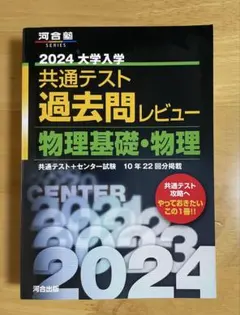 河合塾
SERIES
2024 大学入学
共通テスト
過去問レビュー
物理基礎・物理
共通テスト+センター試験 10年22回分掲載
共通テスト
攻略へ
やっておきたい
この1冊!!
CENTER
2023
2024
河合出版